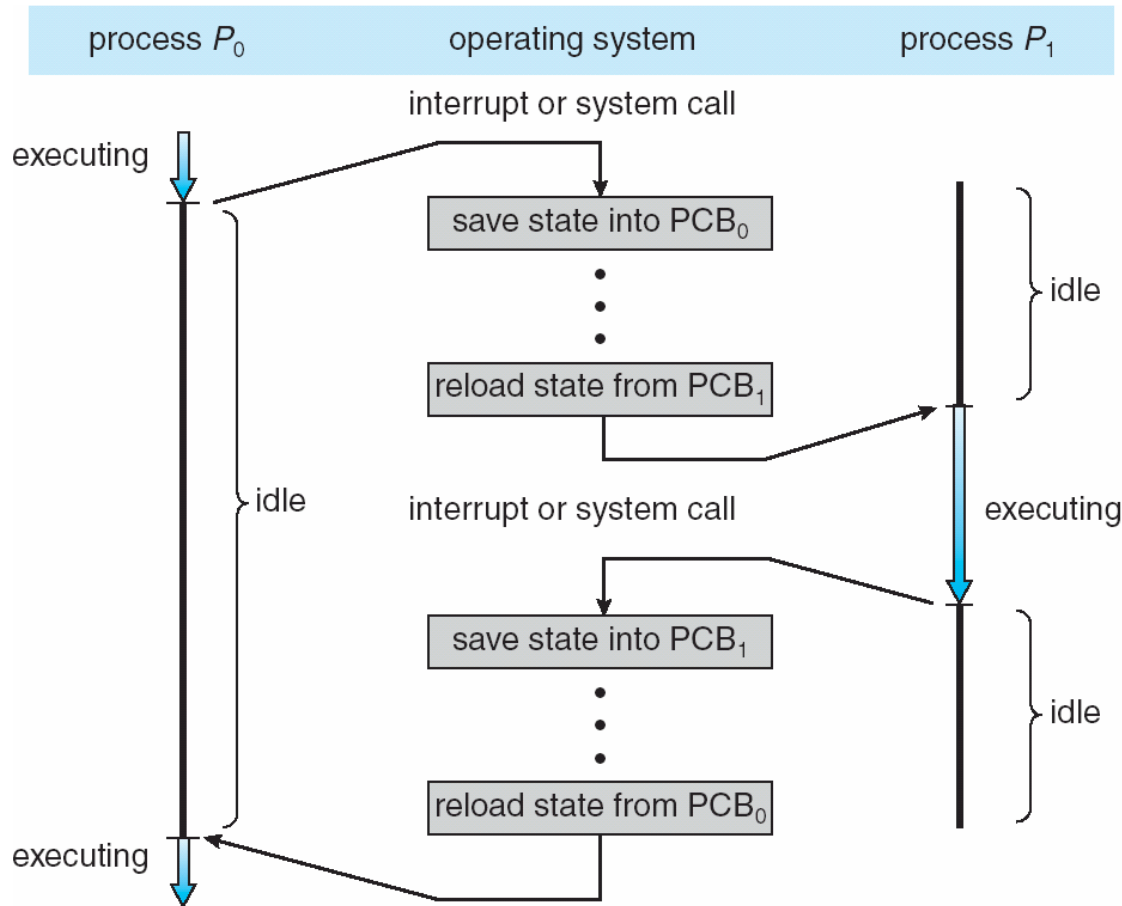 process P₀ operating system process P₁
interrupt or system call
executing
save state into PCB₀
idle
reload state from PCB₁
idle
interrupt or system call
executing
save state into PCB₁
idle
reload state from PCB₀
executing